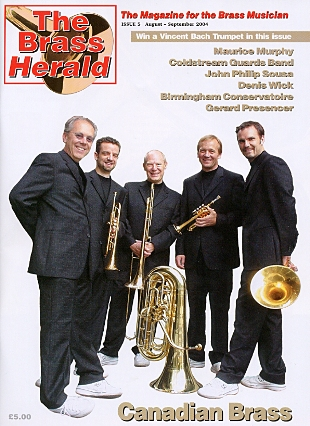 The
Brass
Herald
The Magazine for the Brass Musician
ISSUE 5 August - September 2004
Win a Vincent Bach Trumpet in this issue
Maurice Murphy
Coldstream Guards Band
John Philip Sousa
Denis Wick
Birmingham Conservatoire
Gerard Presencer
£5.00
Canadian Brass